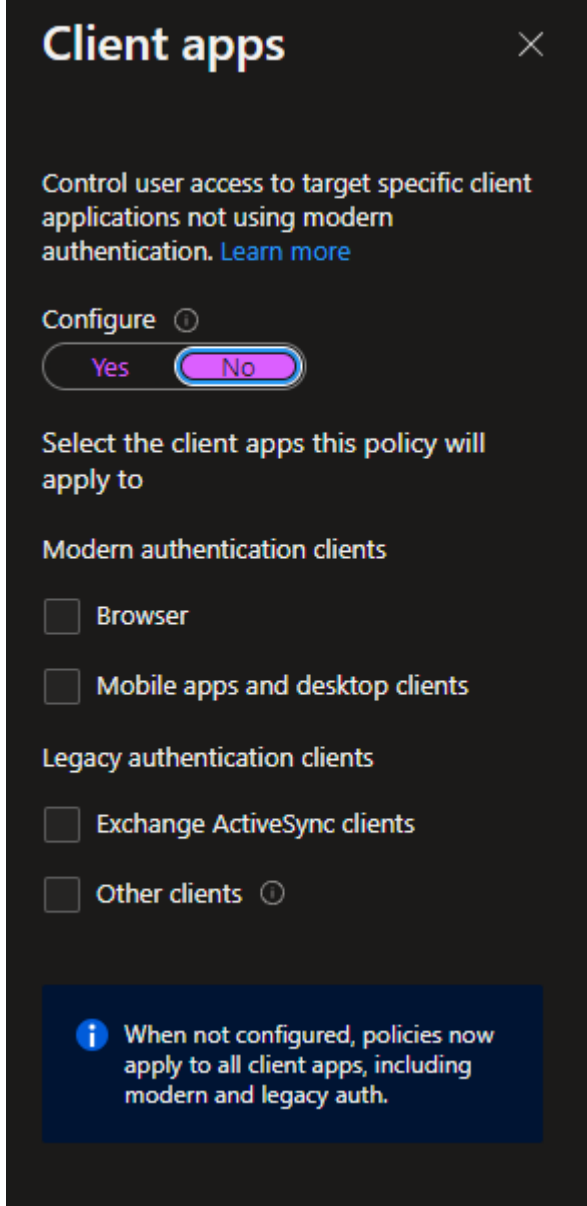 Client apps
Control user access to target specific client
applications not using modern
authentication. Learn more
Configure
Yes No
Select the client apps this policy will
apply to
Modern authentication clients
Browser
Mobile apps and desktop clients
Legacy authentication clients
Exchange ActiveSync clients
Other clients
When not configured, policies now
apply to all client apps, including
modern and legacy auth.